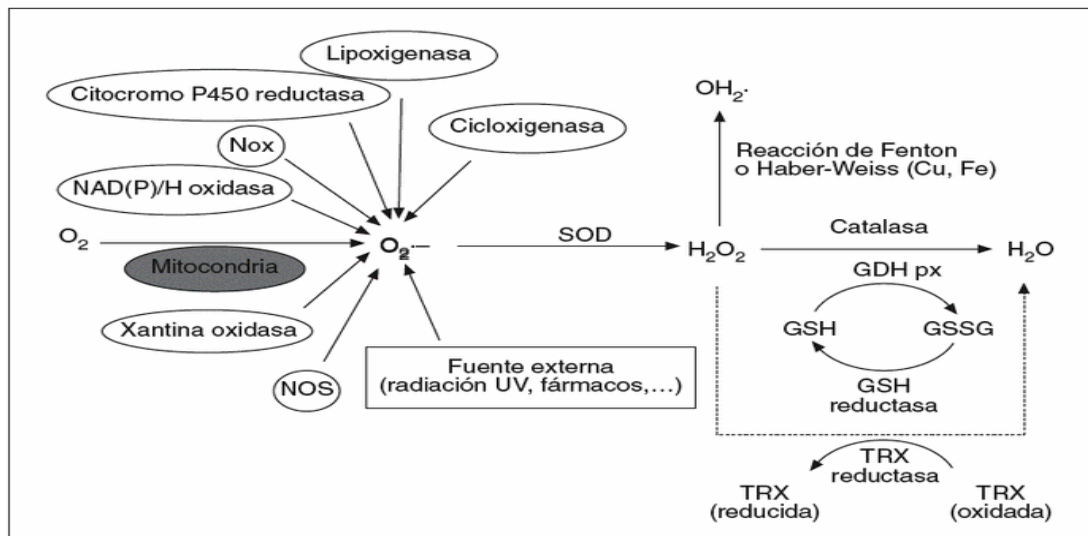 Lipoxigenasa
Citocromo P450 reductasa
Cicloxigenasa
Nox
NAD(P)/H oxidasa
O₂
Mitocondria
O₂·–
Xantina oxidasa
NOS
Fuente externa
(radiación UV, fármacos,...)
SOD
OH₂·
Reacción de Fenton
o Haber-Weiss (Cu, Fe)
H₂O₂
Catalasa
H₂O
GDH px
GSH
GSSG
GSH
reductasa
TRX
reductasa
TRX
(reducida)
TRX
(oxidada)